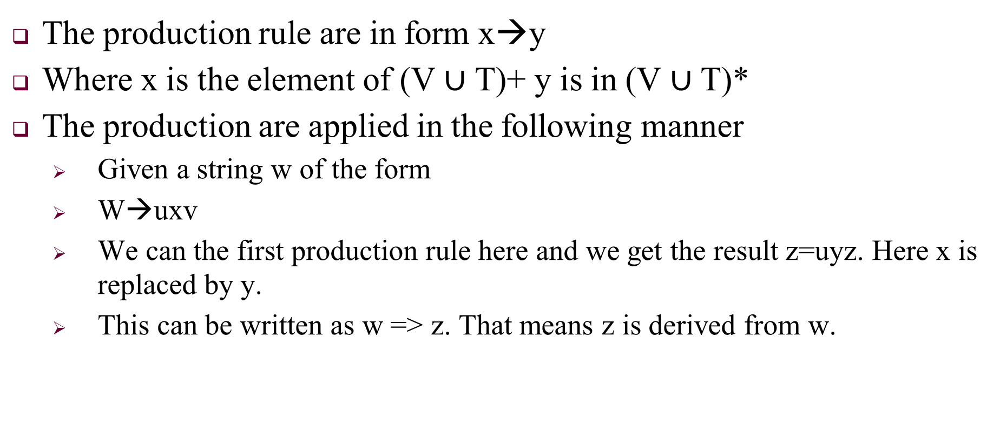 The production rule are in form x→y
Where x is the element of (V ∪ T)+ y is in (V ∪ T)*
The production are applied in the following manner
Given a string w of the form
W→uxv
We can the first production rule here and we get the result z=uyz. Here x is
replaced by y.
This can be written as w => z. That means z is derived from w.